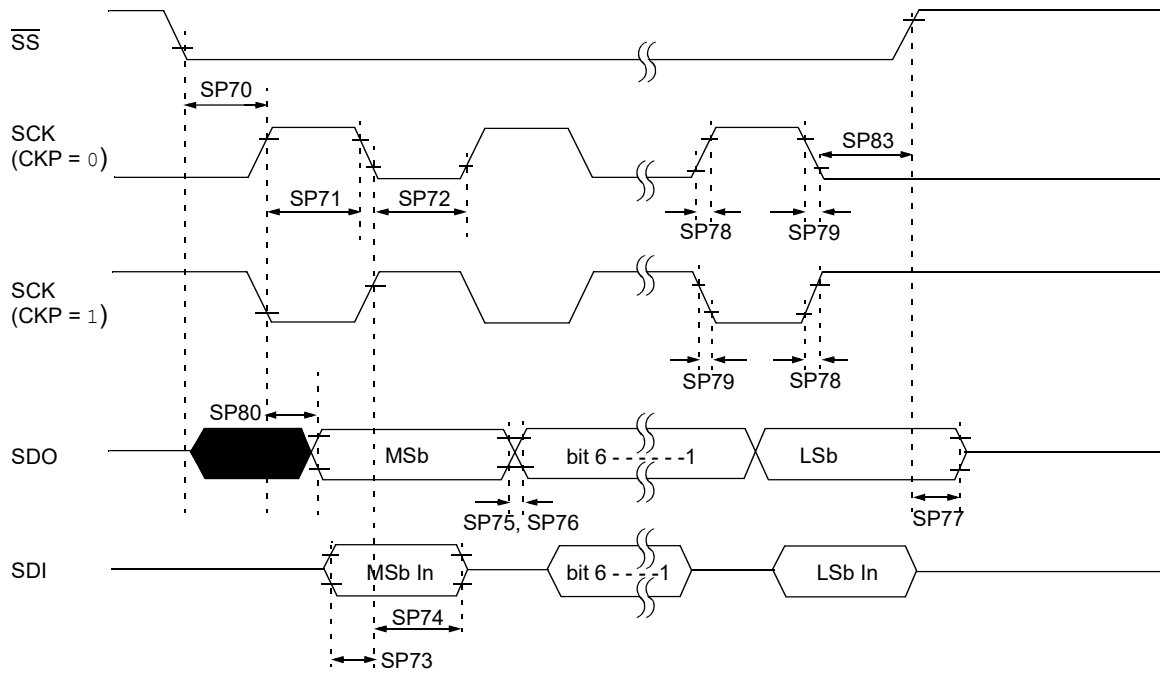 SS
SP70
SCK
(CKP = 0)
SP83
SP71
SP72
SP78
SP79
SCK
(CKP = 1)
SP79
SP78
SP80
SDO
MSb
bit 6 - - - - - -1
LSb
SP75, SP76
SP77
SDI
MSb In
bit 6 - - - -1
LSb In
SP74
SP73